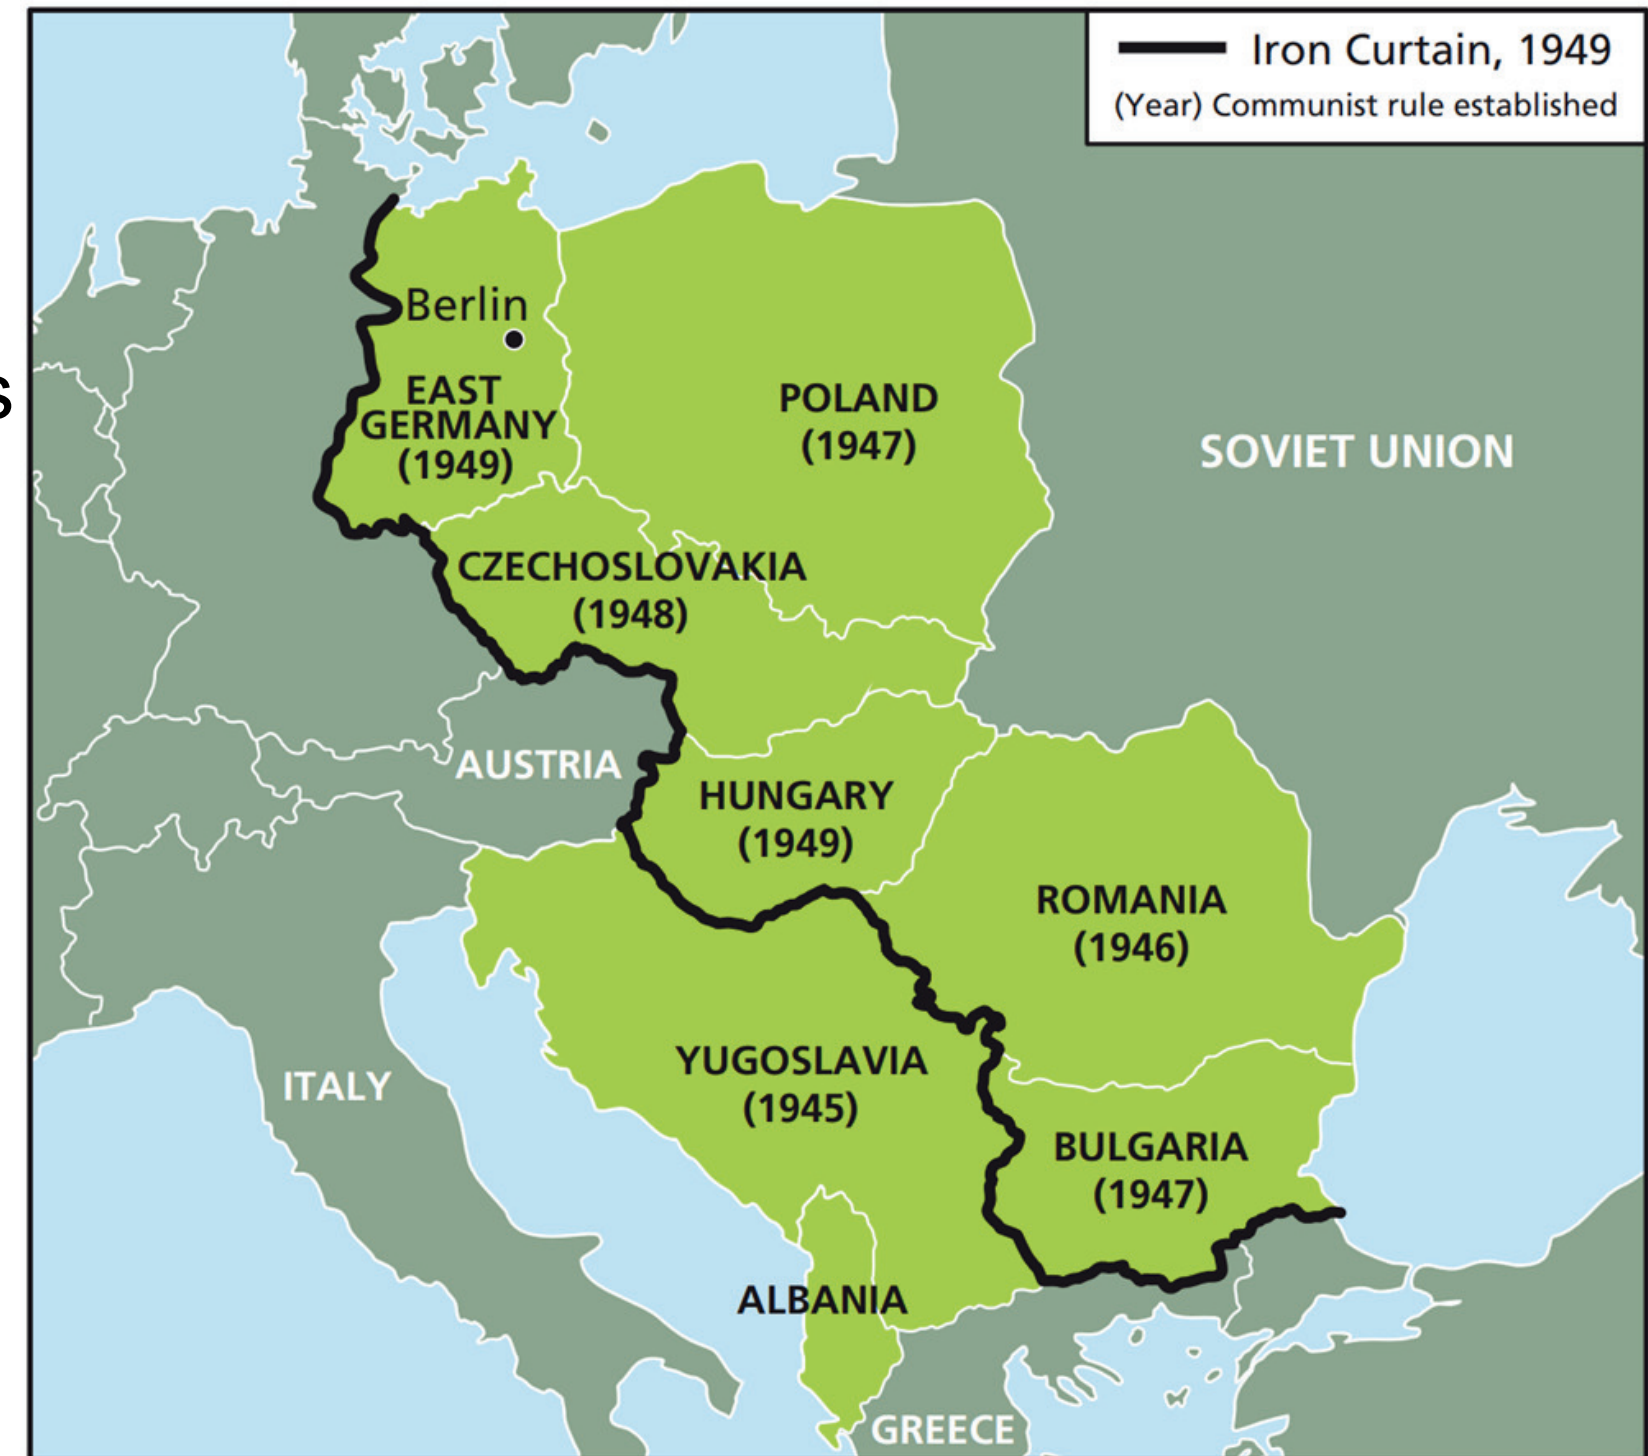 Iron Curtain, 1949
(Year) Communist rule established
s
Berlin
EAST
GERMANY
(1949)
POLAND
(1947)
SOVIET UNION
CZECHOSLOVAKIA
(1948)
AUSTRIA
HUNGARY
(1949)
ROMANIA
(1946)
YUGOSLAVIA
(1945)
ITALY
BULGARIA
(1947)
ALBANIA
GREECE